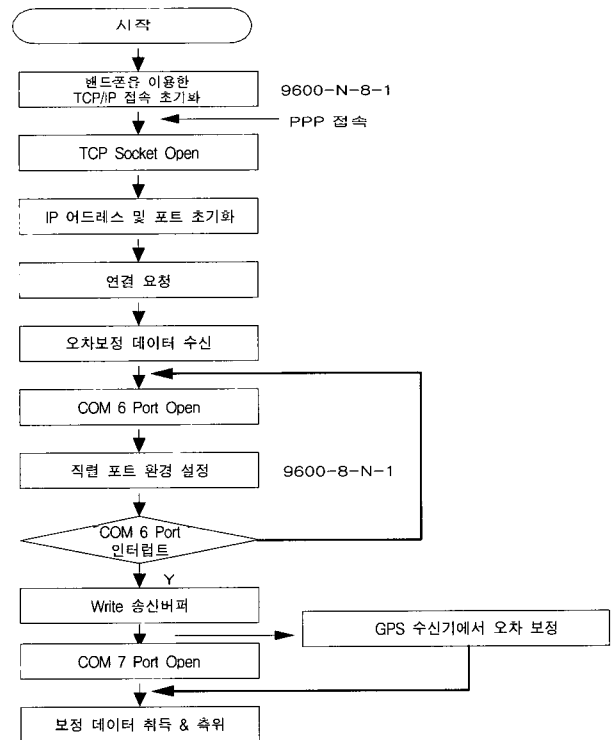 시작
핸드폰을 이용한
TCP/IP 접속 초기화
9600-N-8-1
PPP 접속
TCP Socket Open
IP 어드레스 및 포트 초기화
연결 요청
오차보정 데이터 수신
COM 6 Port Open
직렬 포트 환경 설정
9600-8-N-1
COM 6 Port
인터럽트
Y
Write 송신버퍼
GPS 수신기에서 오차 보정
COM 7 Port Open
보정 데이터 취득 & 측위